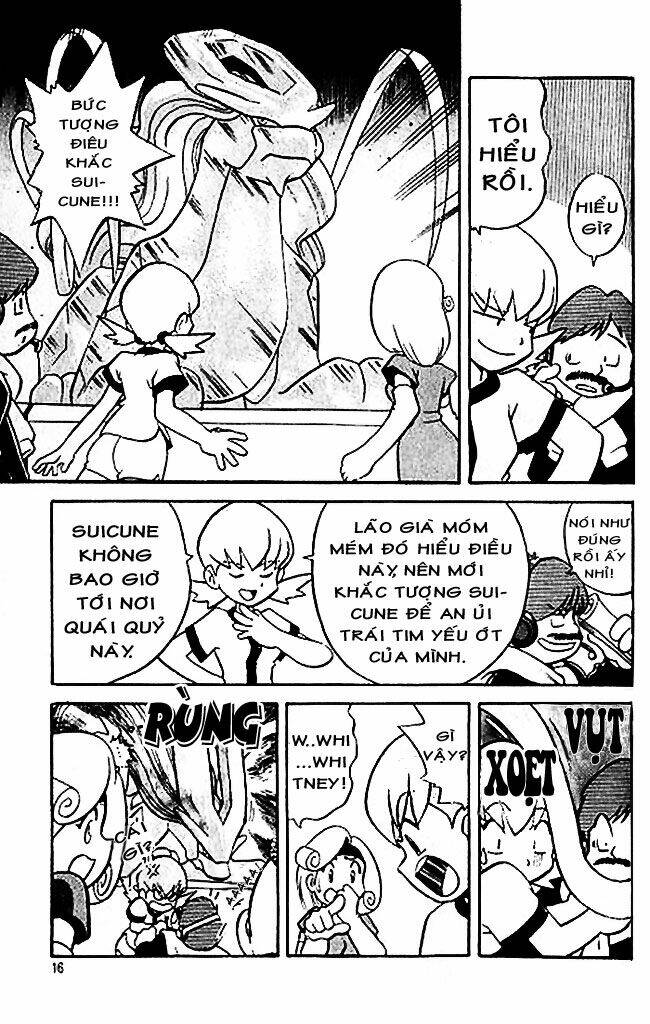 BỨC
TƯỢNG
ĐIÊU
KHẮC
SUI-
CUNE!!!
TÔI
HIỂU
RỒI.
HIỂU
GÌ?
SUICUNE
KHÔNG
BAO GIỜ
TỚI NƠI
QUÁI QUỶ
NÀY.
LÃO GIÀ MÓM
MÉM ĐÓ HIỂU ĐIỀU
NÀY, NÊN MỚI
KHẮC TƯỢNG SUI-
CUNE ĐỂ AN ỦI
TRÁI TIM YẾU ỚT
CỦA MÌNH.
NÓI NHƯ
ĐÚNG
RỒI ẤY
NHỈ!
RÙNG
CÁI
GÌ?
AAAAA
W..WHI
...WHI
TNEY!
GÌ
VẬY?
VỤT
XOẸT
16